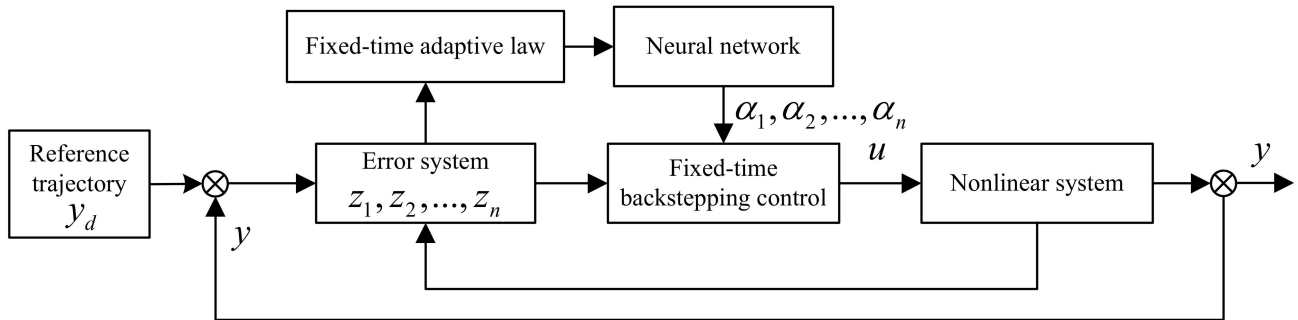 Fixed-time adaptive law
Neural network
α₁, α₂, ..., αₙ
Reference
trajectory
y_d
Error system
z₁, z₂, ..., zₙ
Fixed-time
backstepping control
u
Nonlinear system
y
y